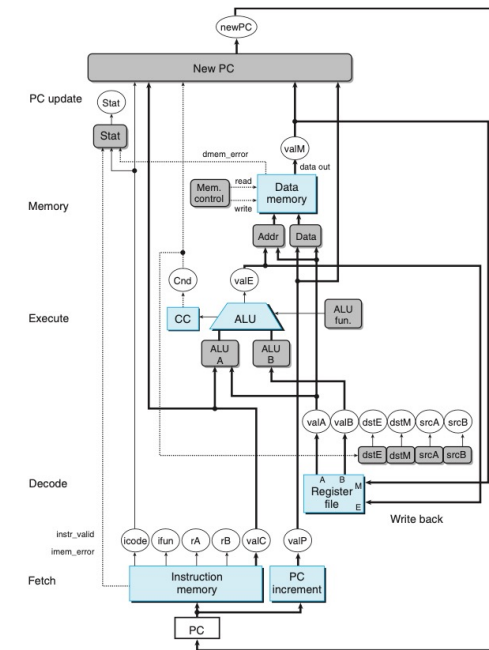 newPC
New PC
PC update
Stat
Stat
valM
dmem_error
data out
Mem.
control
read
write
Data
memory
Memory
Addr
Data
Cnd
valE
Execute
CC
ALU
ALU
fun.
ALU
A
ALU
B
valA
valB
dstE
dstM
srcA
srcB
dstE
dstM
srcA
srcB
Decode
A
B
M
Register
file
E
Write back
instr_valid
imem_error
icode
ifun
rA
rB
valC
valP
Fetch
Instruction
memory
PC
increment
PC